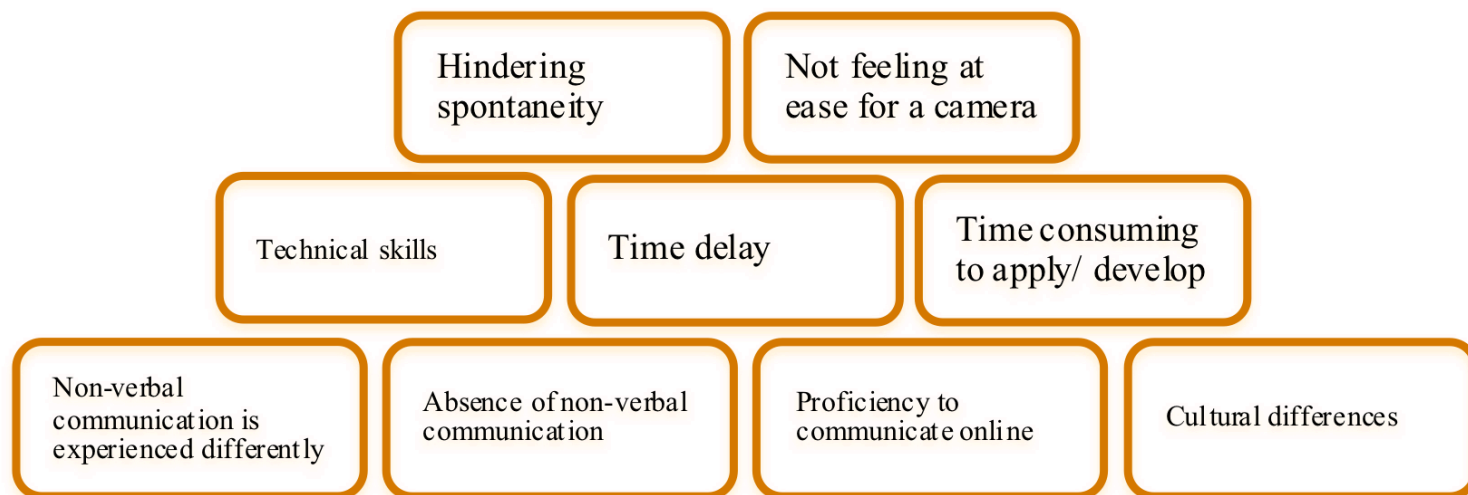 Hindering
spontaneity
Not feeling at
ease for a camera
Technical skills
Time delay
Time consuming
to apply/ develop
Non-verbal
communication is
experienced differently
Absence of non-verbal
communication
Proficiency to
communicate online
Cultural differences